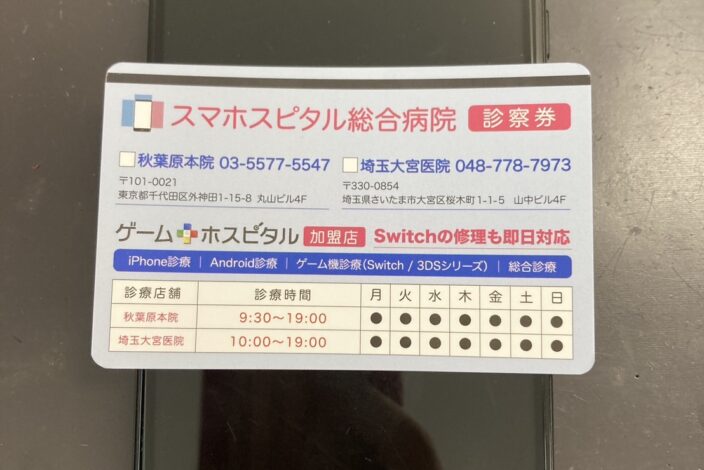 スマホスピタル総合病院 診察券
秋葉原本院 03-5577-5547 埼玉大宮医院 048-778-7973
〒101-0021 〒330-0854
東京都千代田区外神田1-15-8 丸山ビル4F 埼玉県さいたま市大宮区桜木町1-1-5 山中ビル4F
ゲームホスピタル 加盟店 Switchの修理も即日対応
iPhone診療 | Android診療 | ゲーム機診療(Switch / 3DSシリーズ) | 総合診療
診療店舗 診療時間 月 火 水 木 金 土 日
秋葉原本院 9:30〜19:00 ● ● ● ● ● ● ●
埼玉大宮医院 10:00〜19:00 ● ● ● ● ● ● ●